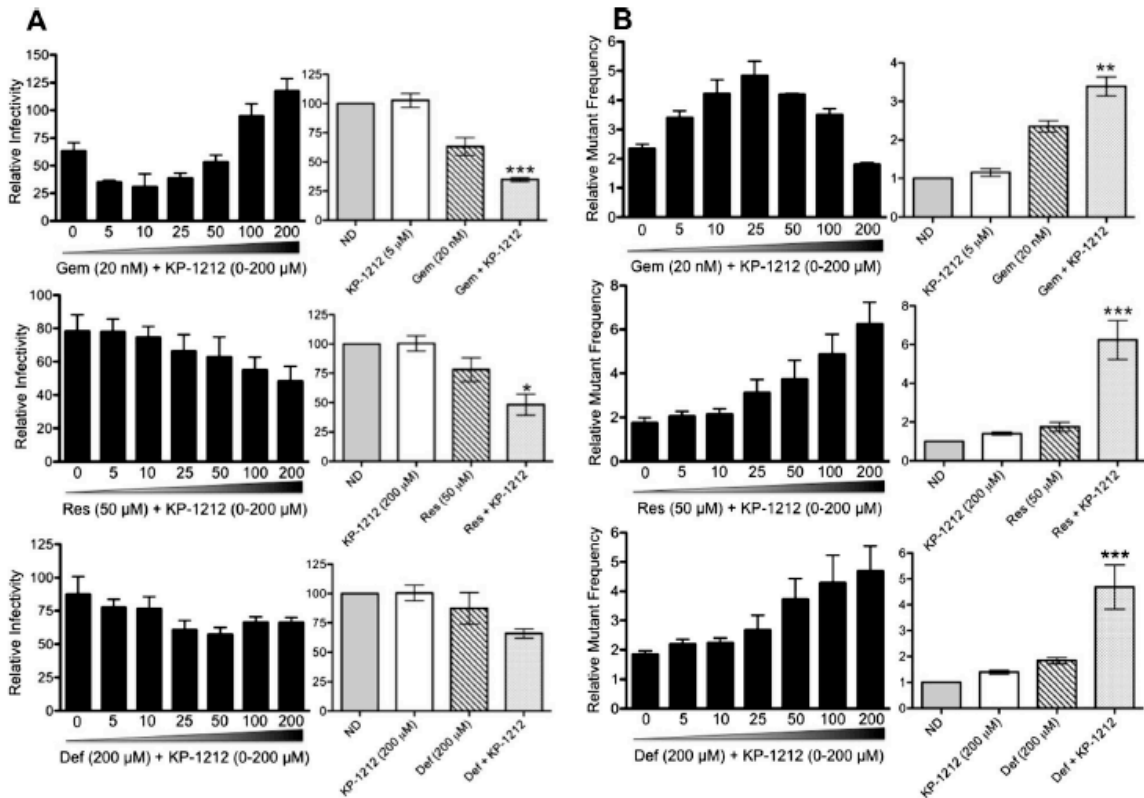 A
Relative Infectivity
150
125
100
75
50
25
0
0 5 10 25 50 100 200
Gem (20 nM) + KP-1212 (0-200 µM)
125
100
75
50
25
0
***
ND
KP-1212 (5 µM)
Gem (20 nM)
Gem + KP-1212
Relative Infectivity
100
80
60
40
20
0
0 5 10 25 50 100 200
Res (50 µM) + KP-1212 (0-200 µM)
125
100
75
50
25
0
*
ND
KP-1212 (200 µM)
Res (50 µM)
Res + KP-1212
Relative Infectivity
125
100
75
50
25
0
0 5 10 25 50 100 200
Def (200 µM) + KP-1212 (0-200 µM)
125
100
75
50
25
0
ND
KP-1212 (200 µM)
Def (200 µM)
Def + KP-1212
B
Relative Mutant Frequency
6
5
4
3
2
1
0
0 5 10 25 50 100 200
Gem (20 nM) + KP-1212 (0-200 µM)
4
3
2
1
0
**
ND
KP-1212 (5 µM)
Gem (20 nM)
Gem + KP-1212
Relative Mutant Frequency
8
6
4
2
0
0 5 10 25 50 100 200
Res (50 µM) + KP-1212 (0-200 µM)
8
6
4
2
0
***
ND
KP-1212 (200 µM)
Res (50 µM)
Res + KP-1212
Relative Mutant Frequency
6
5
4
3
2
1
0
0 5 10 25 50 100 200
Def (200 µM) + KP-1212 (0-200 µM)
6
5
4
3
2
1
0
***
ND
KP-1212 (200 µM)
Def (200 µM)
Def + KP-1212